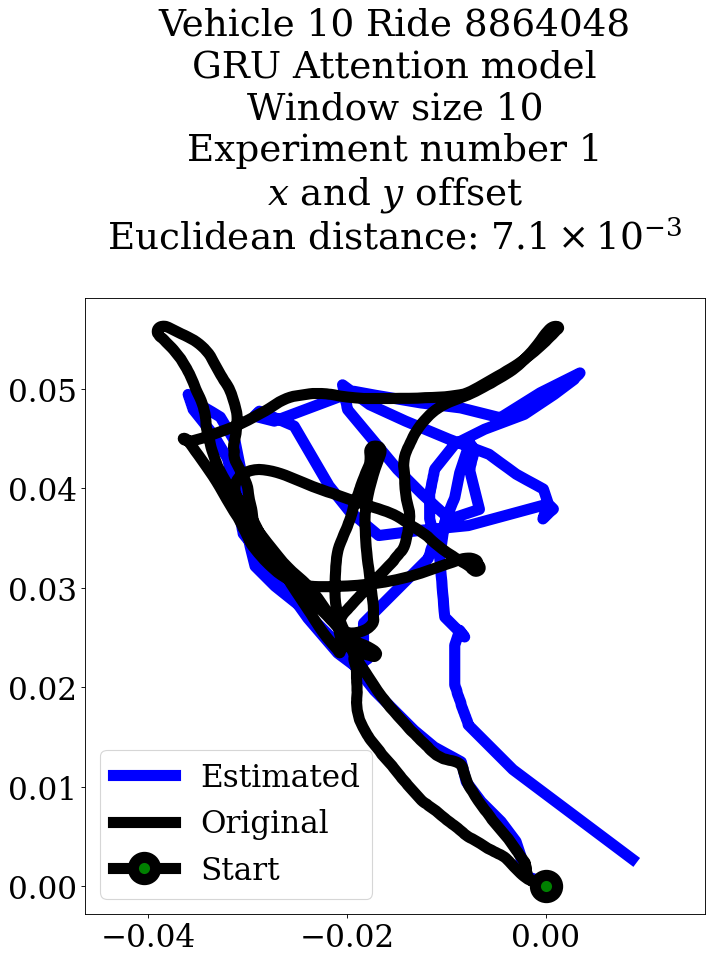 Vehicle 10 Ride 8864048
GRU Attention model
Window size 10
Experiment number 1
x and y offset
Euclidean distance: 7.1 × 10⁻³
0.05
0.04
0.03
0.02
0.01
0.00
Estimated
Original
Start
−0.04
−0.02
0.00